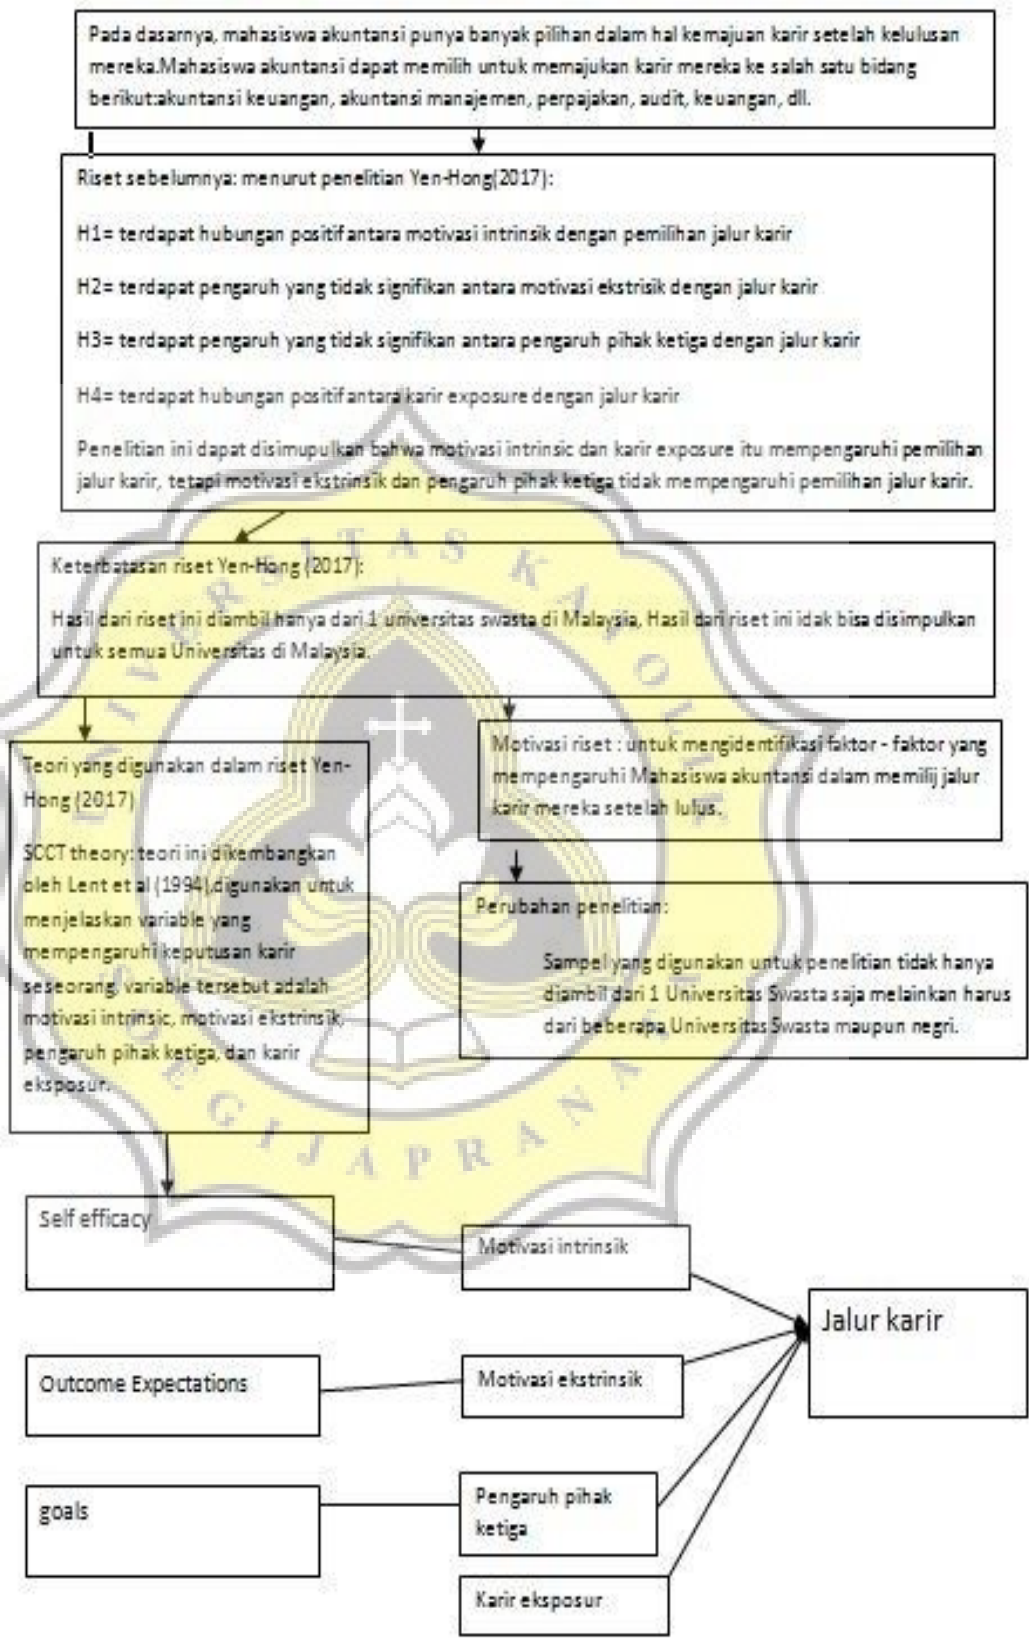 Pada dasarnya, mahasiswa akuntansi punya banyak pilihan dalam hal kemajuan karir setelah kelulusan
mereka.Mahasiswa akuntansi dapat memilih untuk memajukan karir mereka ke salah satu bidang
berikut:akuntansi keuangan, akuntansi manajemen, perpajakan, audit, keuangan, dll.
Riset sebelumnya: menurut penelitian Yen-Hong(2017):
H1= terdapat hubungan positif antara motivasi intrinsik dengan pemilihan jalur karir
H2= terdapat pengaruh yang tidak signifikan antara motivasi ekstrisik dengan jalur karir
H3= terdapat pengaruh yang tidak signifikan antara pengaruh pihak ketiga dengan jalur karir
H4= terdapat hubungan positif antara karir exposure dengan jalur karir
Penelitian ini dapat disimupulkan bahwa motivasi intrinsic dan karir exposure itu mempengaruhi pemilihan
jalur karir, tetapi motivasi ekstrinsik dan pengaruh pihak ketiga tidak mempengaruhi pemilihan jalur karir.
Keterbatasan riset Yen-Hong (2017):
Hasil dari riset ini diambil hanya dari 1 universitas swasta di Malaysia, Hasil dari riset ini idak bisa disimpulkan
untuk semua Universitas di Malaysia.
Teori yang digunakan dalam riset Yen-
Hong (2017)
SCCT theory: teori ini dikembangkan
oleh Lent et al (1994),digunakan untuk
menjelaskan variable yang
mempengaruhi keputusan karir
seseorang, variable tersebut adalah
motivasi intrinsic, motivasi ekstrinsik,
pengaruh pihak ketiga, dan karir
eksposur.
Motivasi riset : untuk mengidentifikasi faktor - faktor yang
mempengaruhi Mahasiswa akuntansi dalam memilij jalur
karir mereka setelah lulus.
Perubahan penelitian:
Sampel yang digunakan untuk penelitian tidak hanya
diambil dari 1 Universitas Swasta saja melainkan harus
dari beberapa Universitas Swasta maupun negri.
Self efficacy
Motivasi intrinsik
Jalur karir
Outcome Expectations
Motivasi ekstrinsik
goals
Pengaruh pihak
ketiga
Karir eksposur
UNIVERSITAS KATOLIK
SOEGIJAPRANATA